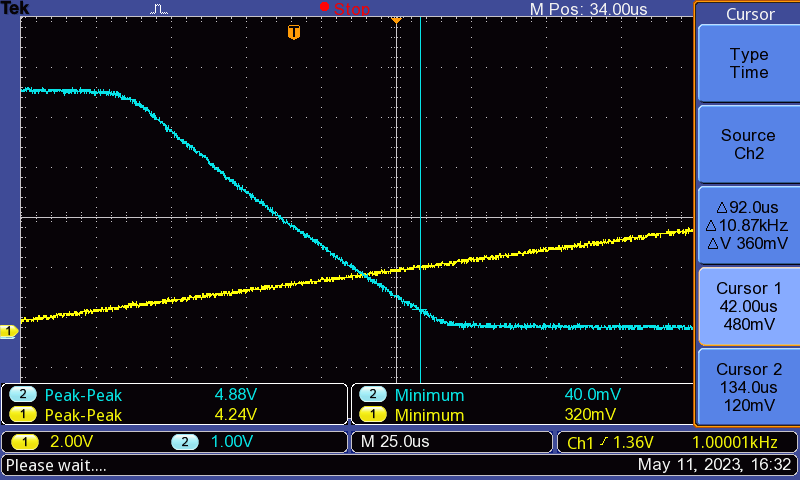 Tek Stop M Pos: 34.00us Cursor
T
Type
Time
Source
Ch2
Δ92.0us
Δ10.87kHz
ΔV 360mV
Cursor 1
42.00us
480mV
Cursor 2
134.0us
120mV
1
2 Peak-Peak 4.88V 2 Minimum 40.0mV
1 Peak-Peak 4.24V 1 Minimum 320mV
1 2.00V 2 1.00V M 25.0us Ch1 1.36V 1.00001kHz
Please wait.... May 11, 2023, 16:32